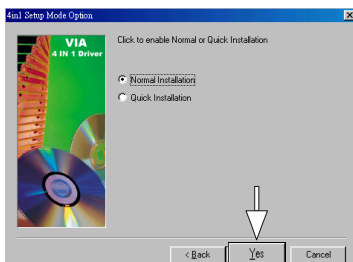 4in1 Setup Mode Option
VIA
4 IN 1 Driver
Click to enable Normal or Quick Installation
Normal Installation
Quick Installation
< Back
Yes
Cancel